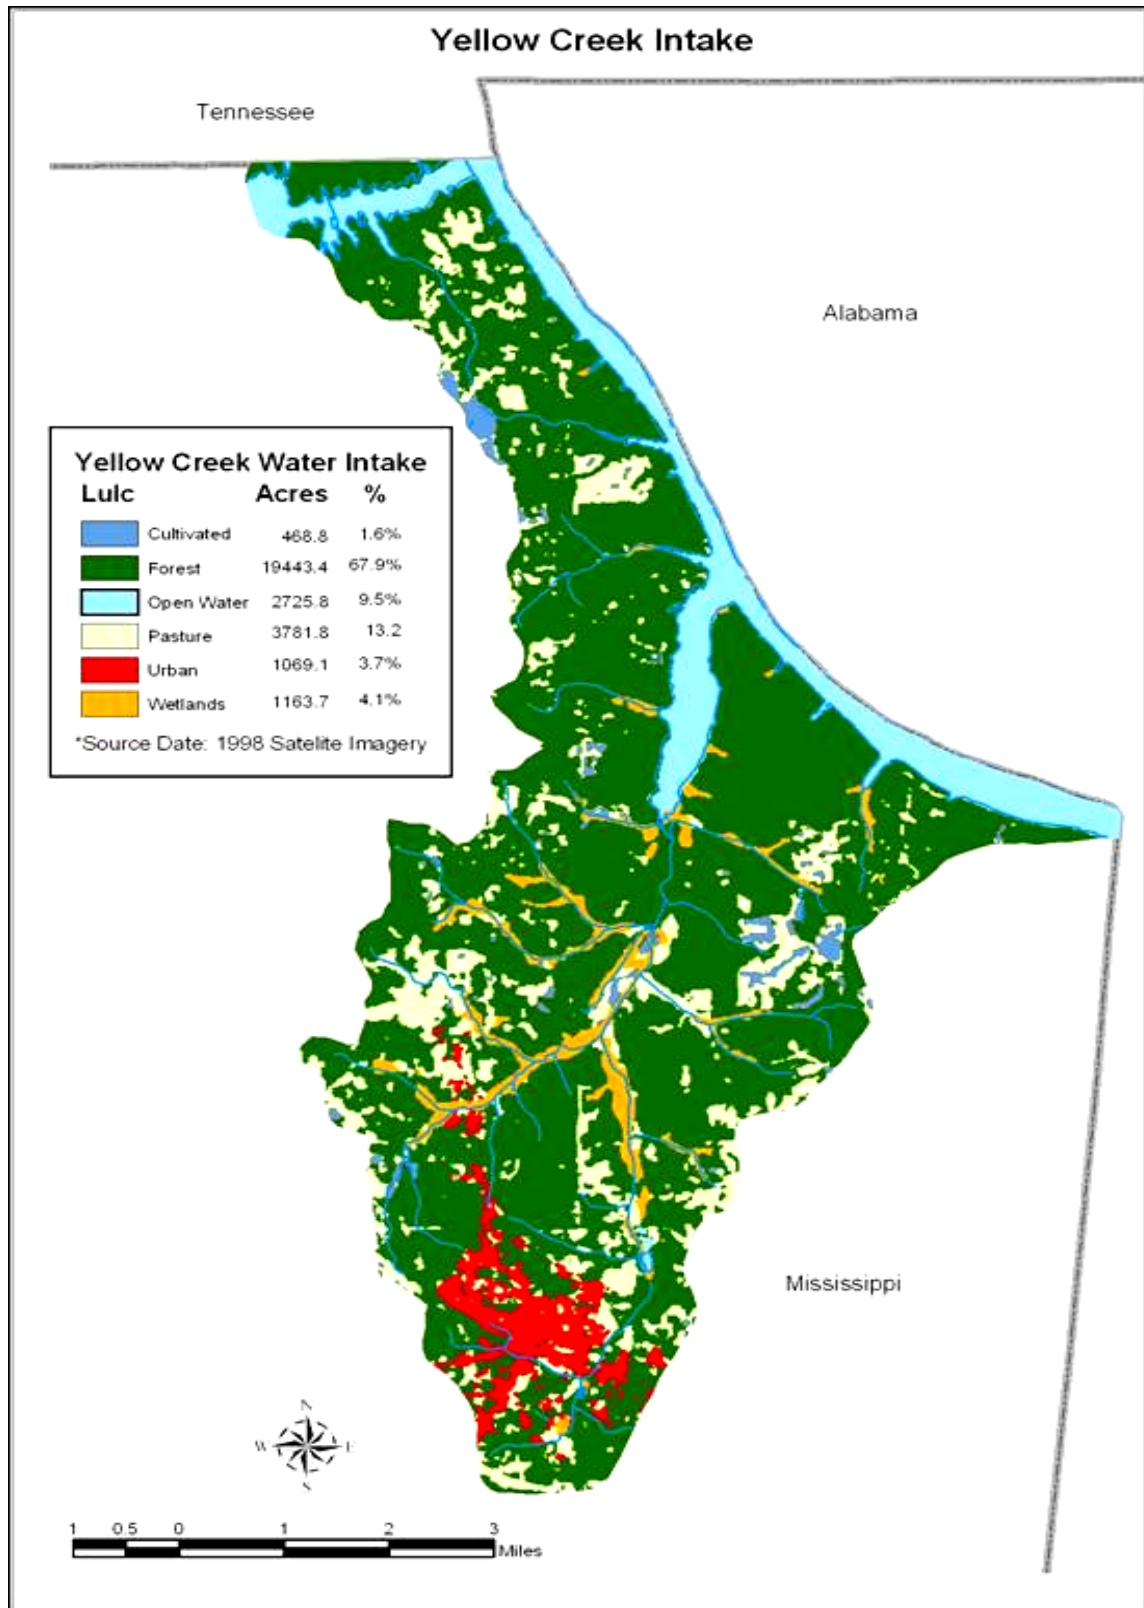 Yellow Creek Intake
Tennessee
Alabama
Yellow Creek Water Intake
Lulc Acres %
Cultivated 468.8 1.6%
Forest 19443.4 67.9%
Open Water 2725.8 9.5%
Pasture 3781.8 13.2
Urban 1069.1 3.7%
Wetlands 1163.7 4.1%
*Source Date: 1998 Satelite Imagery
Mississippi
N
W E
S
1 0.5 0 1 2 3
Miles